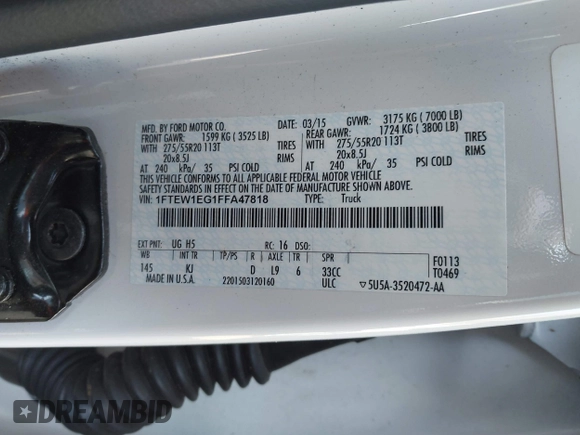 MFD. BY FORD MOTOR CO.
DATE: 03/15 GVWR: 3175 KG ( 7000 LB)
FRONT GAWR: 1599 KG ( 3525 LB) REAR GAWR: 1724 KG ( 3800 LB)
275/55R20 113T TIRES 275/55R20 113T TIRES
20x8.5J RIMS 20x8.5J RIMS
AT 240 kPa/ 35 PSI COLD AT 240 kPa/ 35 PSI COLD
THIS VEHICLE CONFORMS TO ALL APPLICABLE FEDERAL MOTOR VEHICLE
SAFETY AND THEFT PREVENTION STANDARDS IN EFFECT ON THE DATE OF
MANUFACTURE SHOWN ABOVE.
VIN: 1FTEW1EG1FFA47818 TYPE: Truck
EXT PNT: UG H5 RC: 16 DSO: F0113
WB INT TR TP/PS R AXLE TR SPR T0469
145 KJ D L9 6 33CC
MADE IN U.S.A. 2201503120160 ULC 5U5A-3520472-AA
DREAMBID